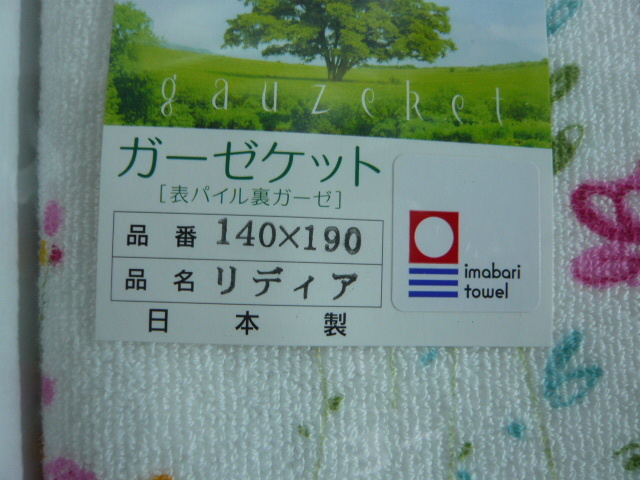 gauzeket
ガーゼケット
[表パイル裏ガーゼ]
品番 140×190
品名 リディア
日本製
imabari
towel